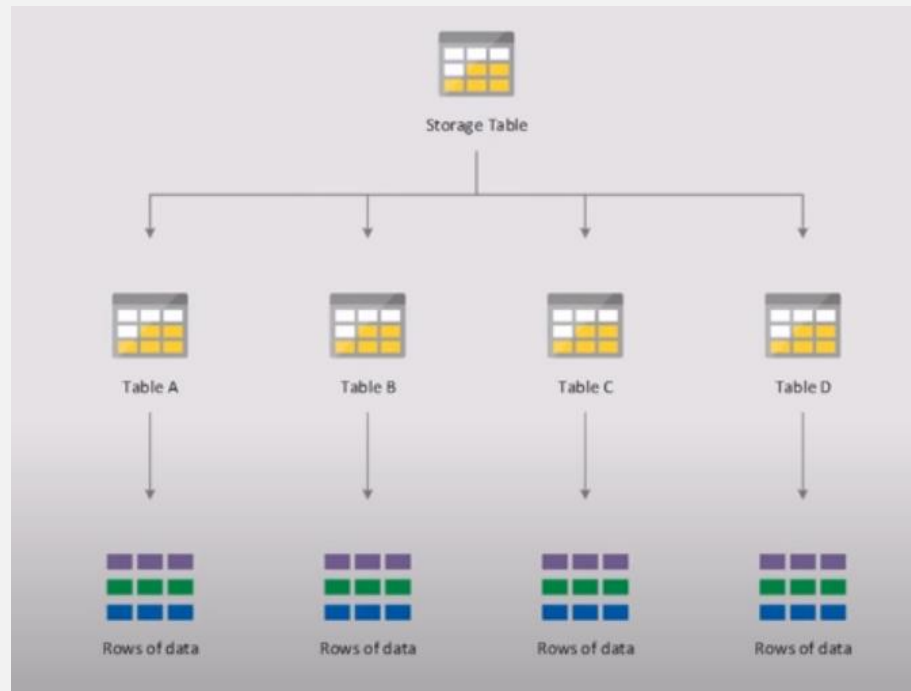 Storage Table
Table A
Table B
Table C
Table D
Rows of data
Rows of data
Rows of data
Rows of data